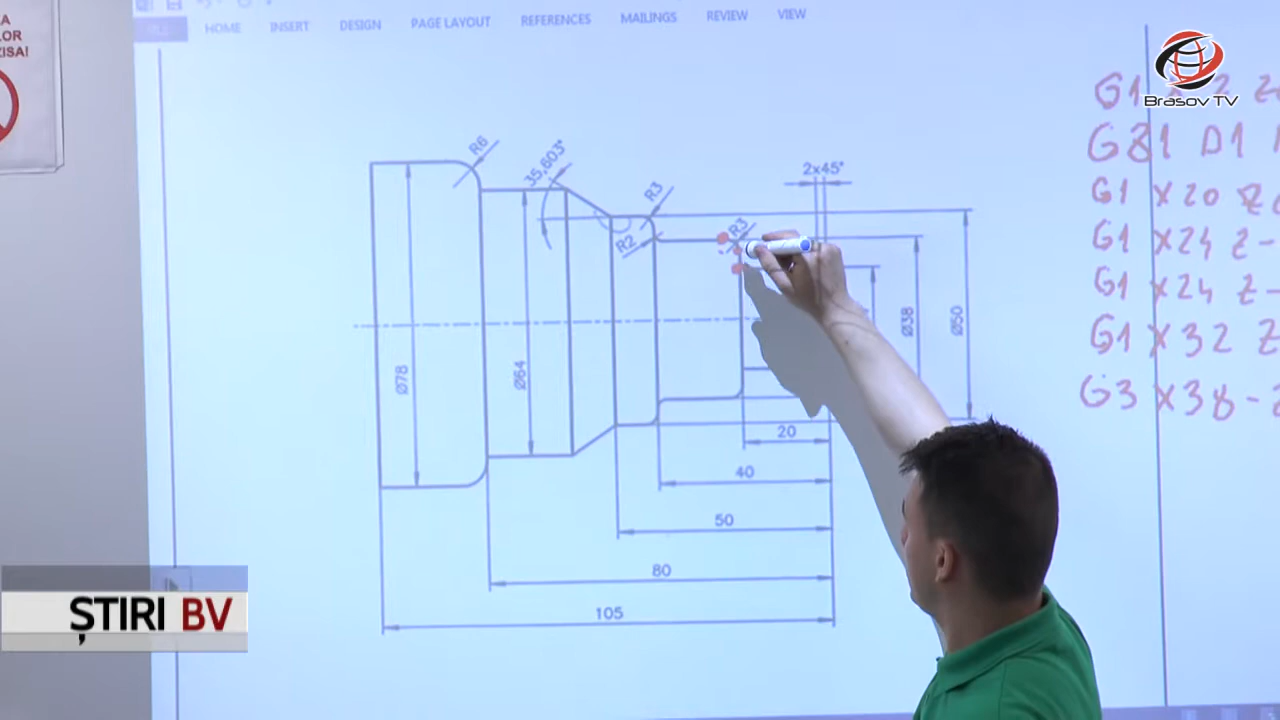 A
LOR
ZISA!
HOME INSERT DESIGN PAGE LAYOUT REFERENCES MAILINGS REVIEW VIEW
Brasov TV
R6
35,603°
R3
R2
R3
2x45°
Ø78
Ø64
Ø38
Ø50
20
40
50
80
105
G1
G81 D1
G1 X20
G1 X24 Z-
G1 X24 Z-
G1 X32 Z
G3 X38-
ȘTIRI BV